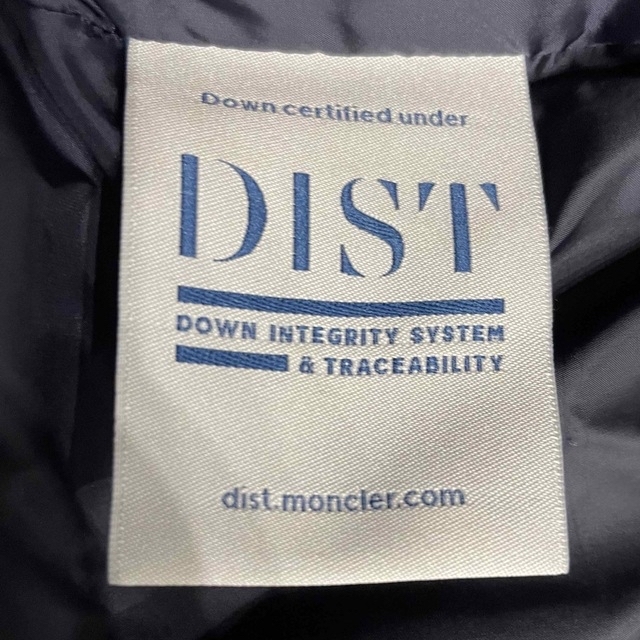 Down certified under
DIST
DOWN INTEGRITY SYSTEM
& TRACEABILITY
dist.moncler.com